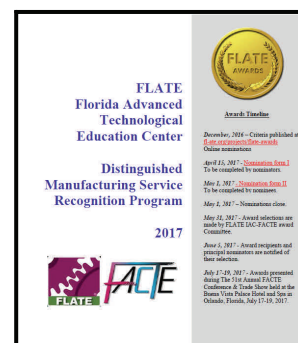 FLATE
Florida Advanced
Technological
Education Center
Distinguished
Manufacturing Service
Recognition Program
2017
FLATE
FACTE
FLATE
AWARDS
Awards Timeline
December, 2016 – Criteria published at
flate.org/projects/flate-awards
Online nominations
April 15, 2017 - Nomination form I
To be completed by nominators.
May 1, 2017 - Nomination form II
To be completed by nominees.
May 1, 2017 – Nominations close.
May 31, 2017 - Award selections are
made by FLATE IAC-FACTE award
Committee.
June 5, 2017 - Award recipients and
principal nominators are notified of
their selection.
July 17-19, 2017 - Awards presented
during The 51st Annual FACTE
Conference & Trade Show held at the
Buena Vista Palace Hotel and Spa in
Orlando, Florida, July 17-19, 2017.